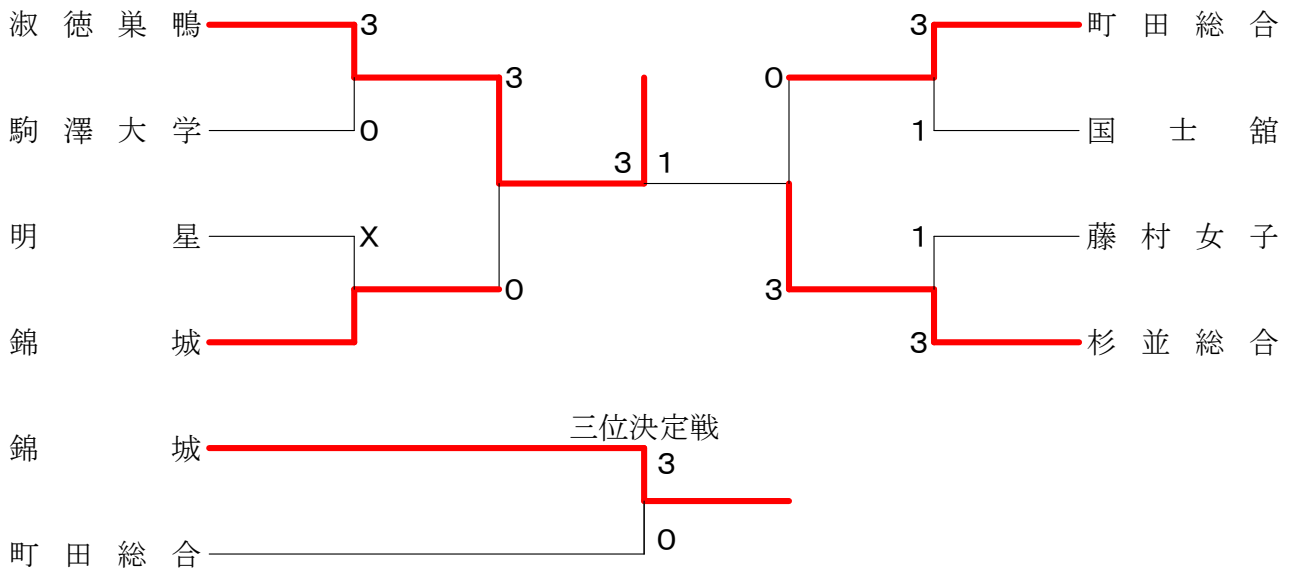 淑徳巣鴨 3 3 町田総合
3 0
駒澤大学 0 1 国士舘
3 1
明星 X 1 藤村女子
0 3
錦城 3 杉並総合
三位決定戦
錦城 3
町田総合 0